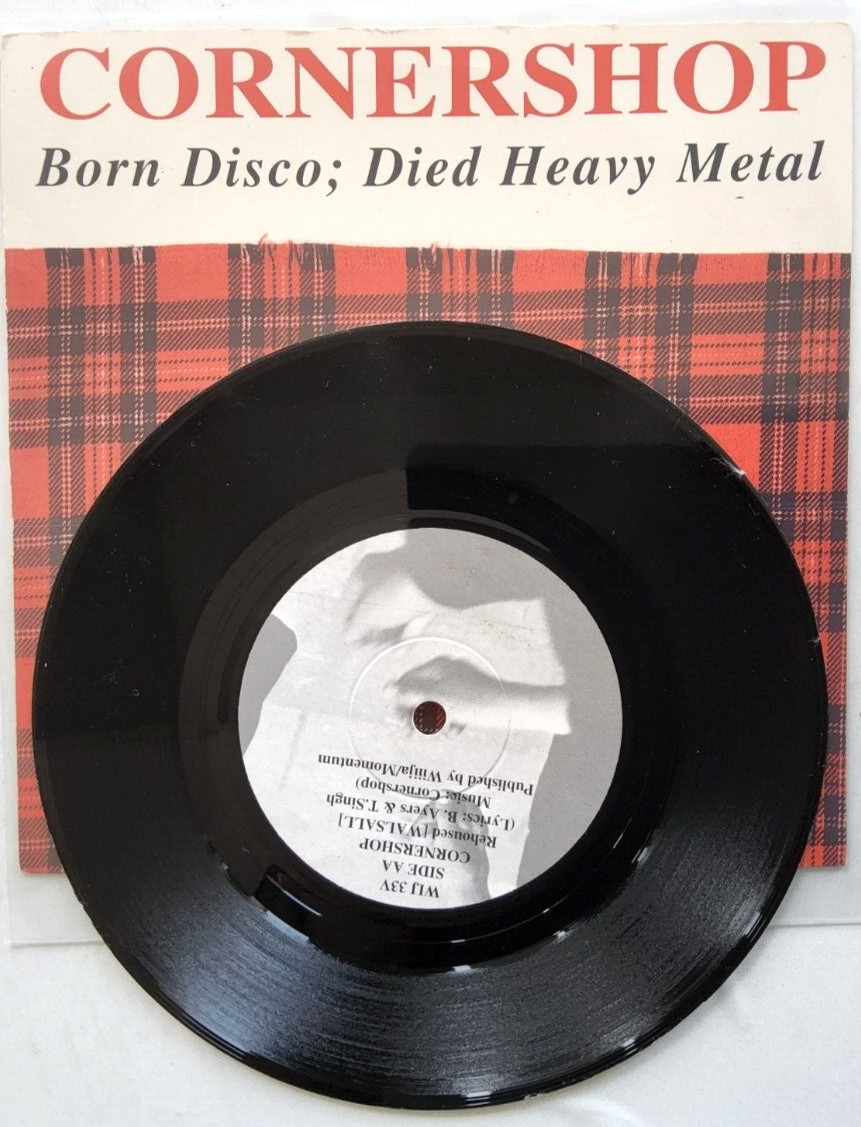 CORNERSHOP
Born Disco; Died Heavy Metal
WIJ 33V
SIDE AA
CORNERSHOP
Rehoused [WALSALL]
(Lyrics: B. Ayers & T.Singh
Music: Cornershop)
Published by Wiiija/Momentum